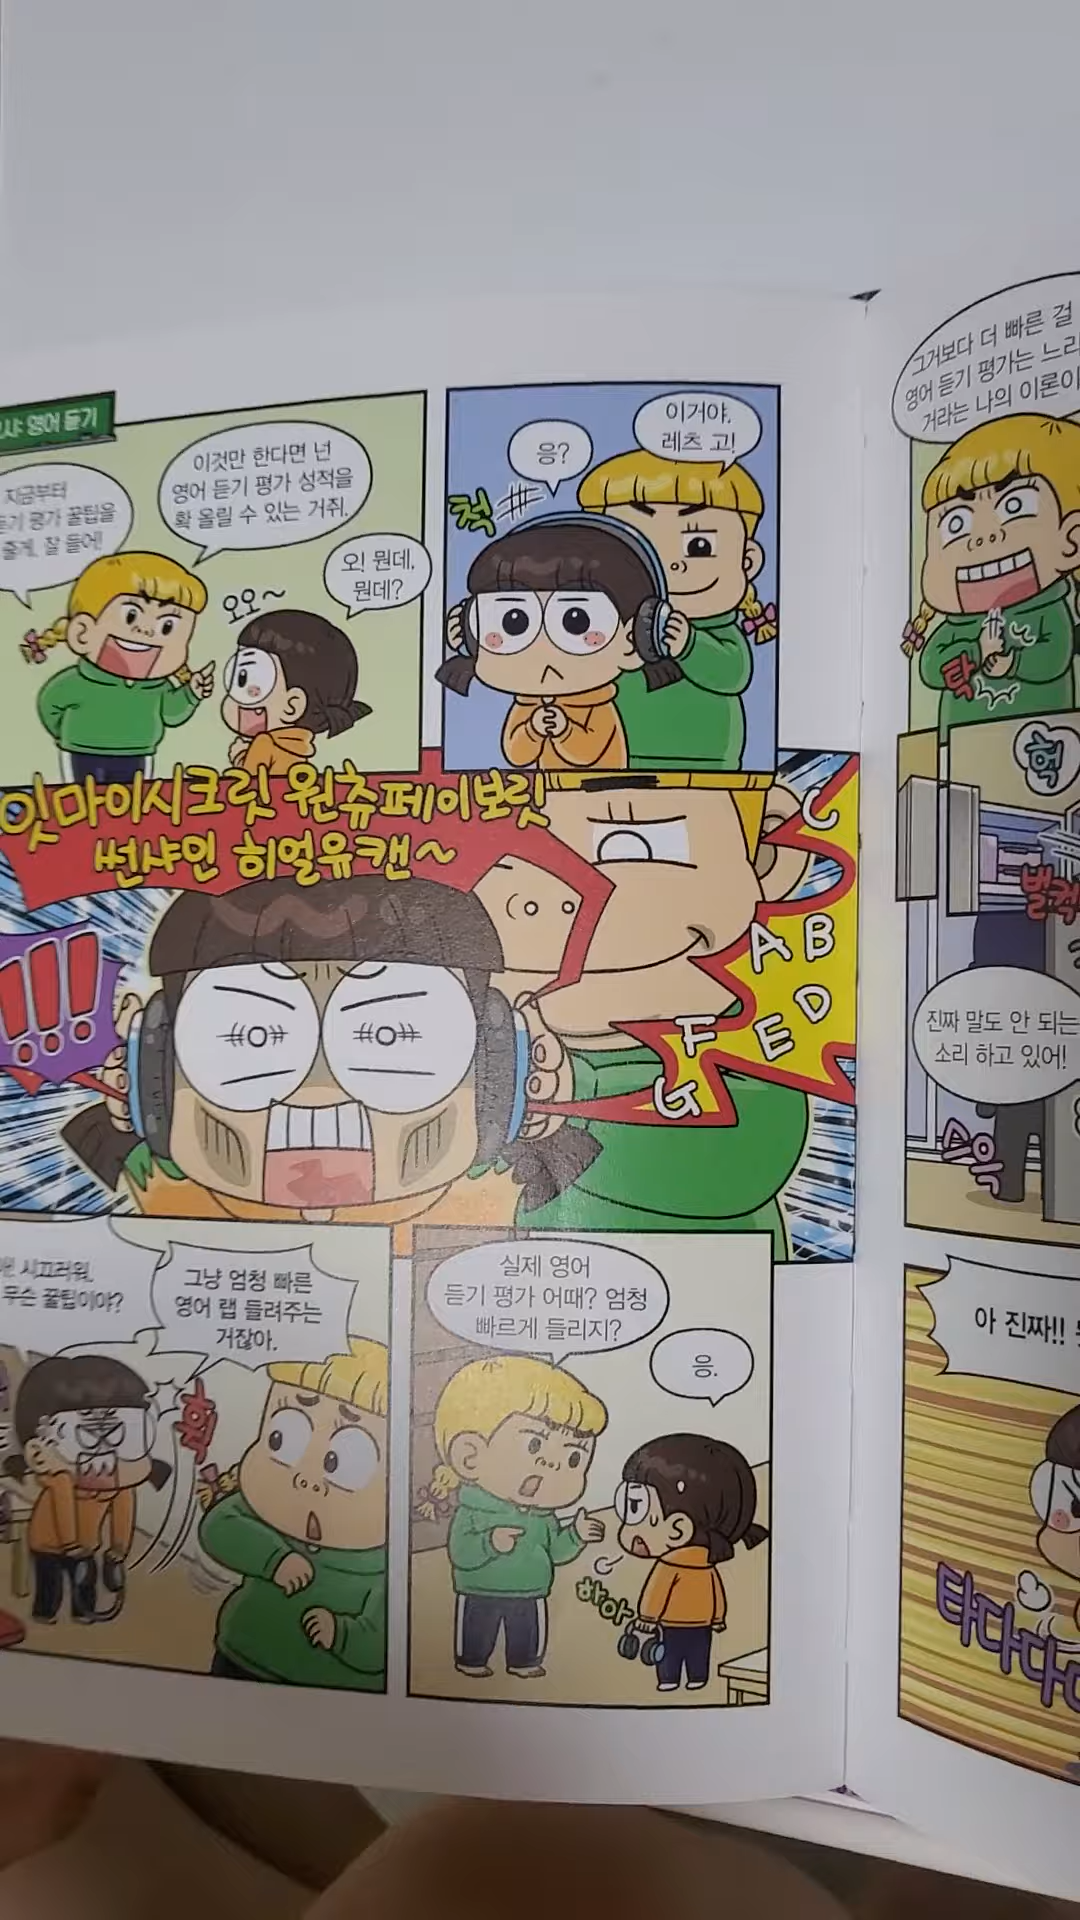 영어 듣기
지금부터
듣기 평가 꿀팁을
줄게. 잘 들어!
이것만 한다면 넌
영어 듣기 평가 성적을
확 올릴 수 있는 거쥐.
오오~
오! 뭔데,
뭔데?
척
응?
이거야.
레츠 고!
잇마이시크릿 원츄페이보릿
썬샤인 히얼유캔~
!!!
C
A B
E D
F
G
시끄러워.
무슨 꿀팁이야?
그냥 엄청 빠른
영어 랩 들려주는
거잖아.
휙
실제 영어
듣기 평가 어때? 엄청
빠르게 들리지?
응.
하아
그거보다 더 빠른 걸
영어 듣기 평가는
거라는 나의 이론이
탁
헉
벌컥
진짜 말도 안 되는
소리 하고 있어!
스윽
아 진짜!!
타다다